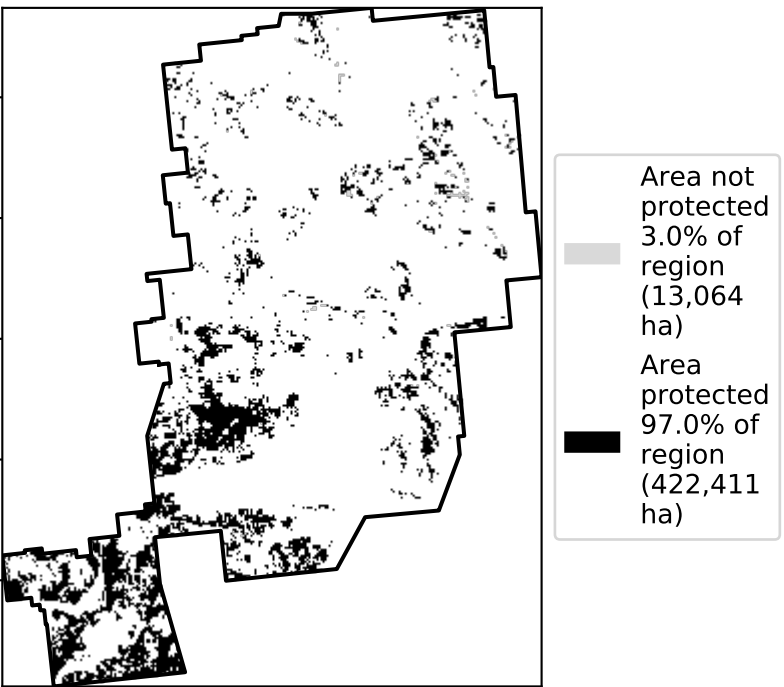 Area not
protected
3.0% of
region
(13,064
ha)
Area
protected
97.0% of
region
(422,411
ha)